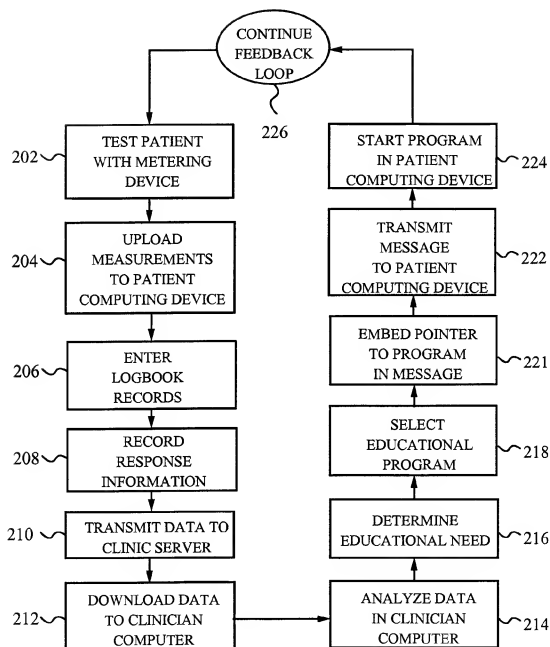 CONTINUE
FEEDBACK
LOOP
226
202
TEST PATIENT
WITH METERING
DEVICE
204
UPLOAD
MEASUREMENTS
TO PATIENT
COMPUTING DEVICE
206
ENTER
LOGBOOK
RECORDS
208
RECORD
RESPONSE
INFORMATION
210
TRANSMIT DATA TO
CLINIC SERVER
212
DOWNLOAD DATA
TO CLINICIAN
COMPUTER
ANALYZE DATA
IN CLINICIAN
COMPUTER
214
DETERMINE
EDUCATIONAL NEED
216
SELECT
EDUCATIONAL
PROGRAM
218
EMBED POINTER
TO PROGRAM
IN MESSAGE
221
TRANSMIT
MESSAGE
TO PATIENT
COMPUTING DEVICE
222
START PROGRAM
IN PATIENT
COMPUTING DEVICE
224